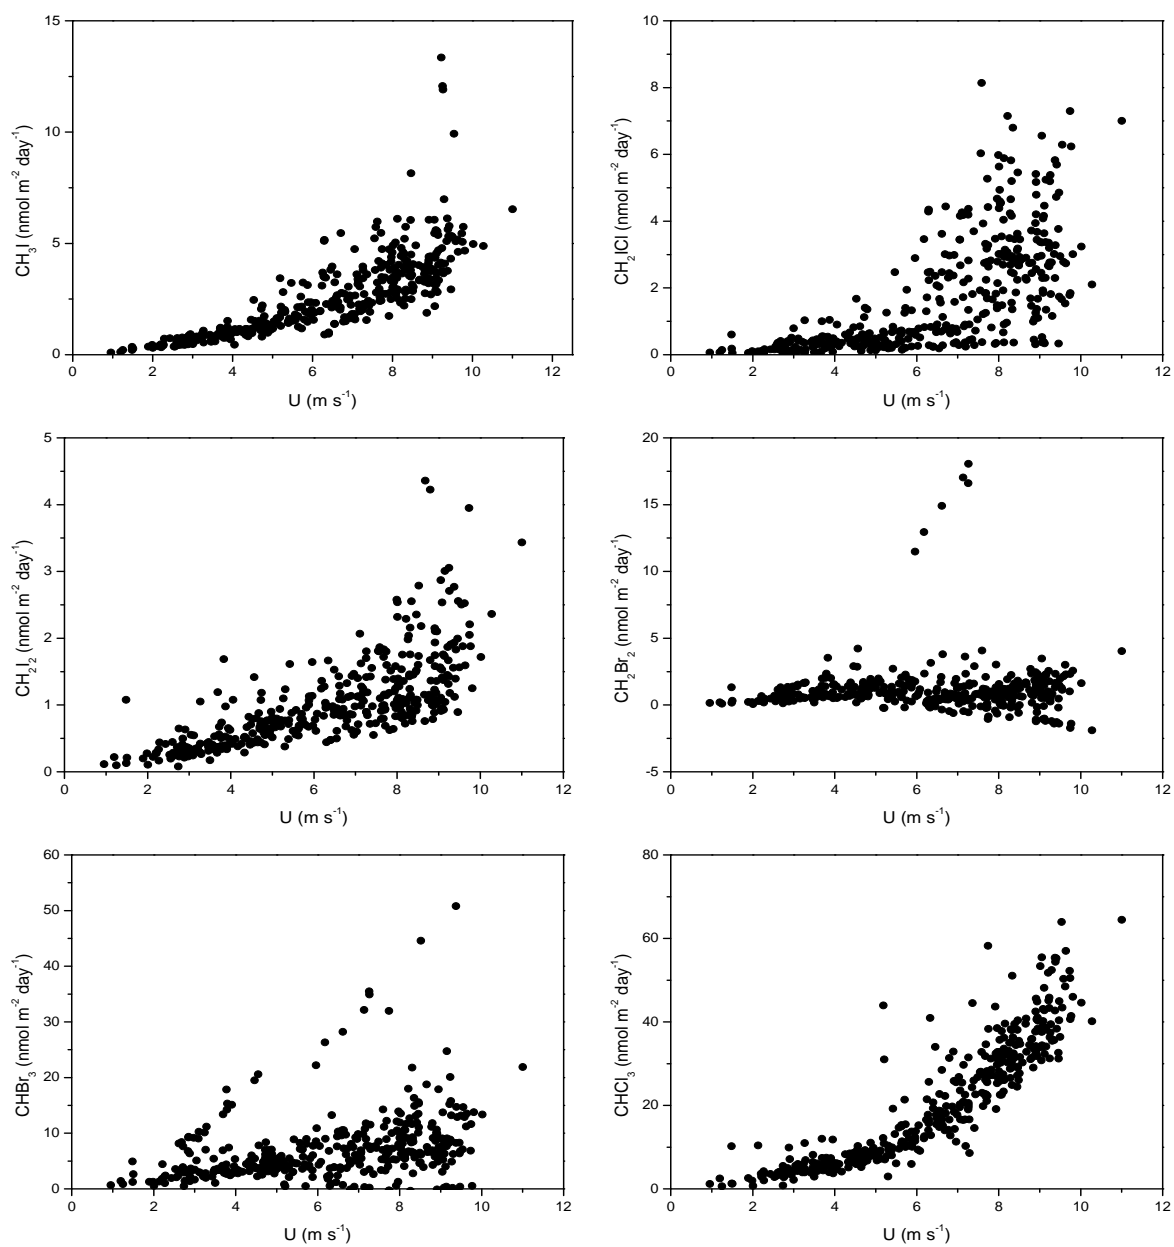 15
10
5
0
0 2 4 6 8 10 12
CH3I (nmol m-2 day-1)
U (m s-1)
10
8
6
4
2
0
0 2 4 6 8 10 12
CH2ICl (nmol m-2 day-1)
U (m s-1)
5
4
3
2
1
0
0 2 4 6 8 10 12
CH2I2 (nmol m-2 day-1)
U (m s-1)
20
15
10
5
0
-5
0 2 4 6 8 10 12
CH2Br2 (nmol m-2 day-1)
U (m s-1)
60
50
40
30
20
10
0
0 2 4 6 8 10 12
CHBr3 (nmol m-2 day-1)
U (m s-1)
80
60
40
20
0
0 2 4 6 8 10 12
CHCl3 (nmol m-2 day-1)
U (m s-1)